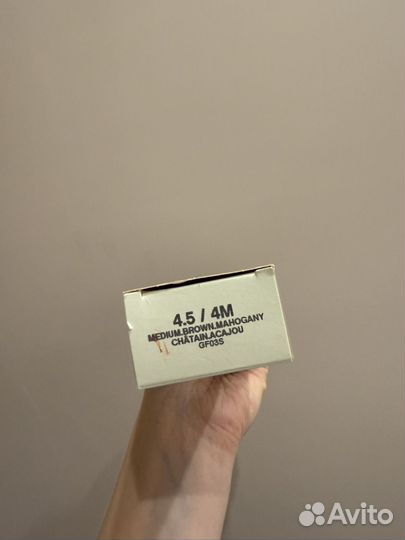 4.5 / 4M
MEDIUM.BROWN.MAHOGANY
CHÂTAIN.ACAJOU
GF03S
Avito